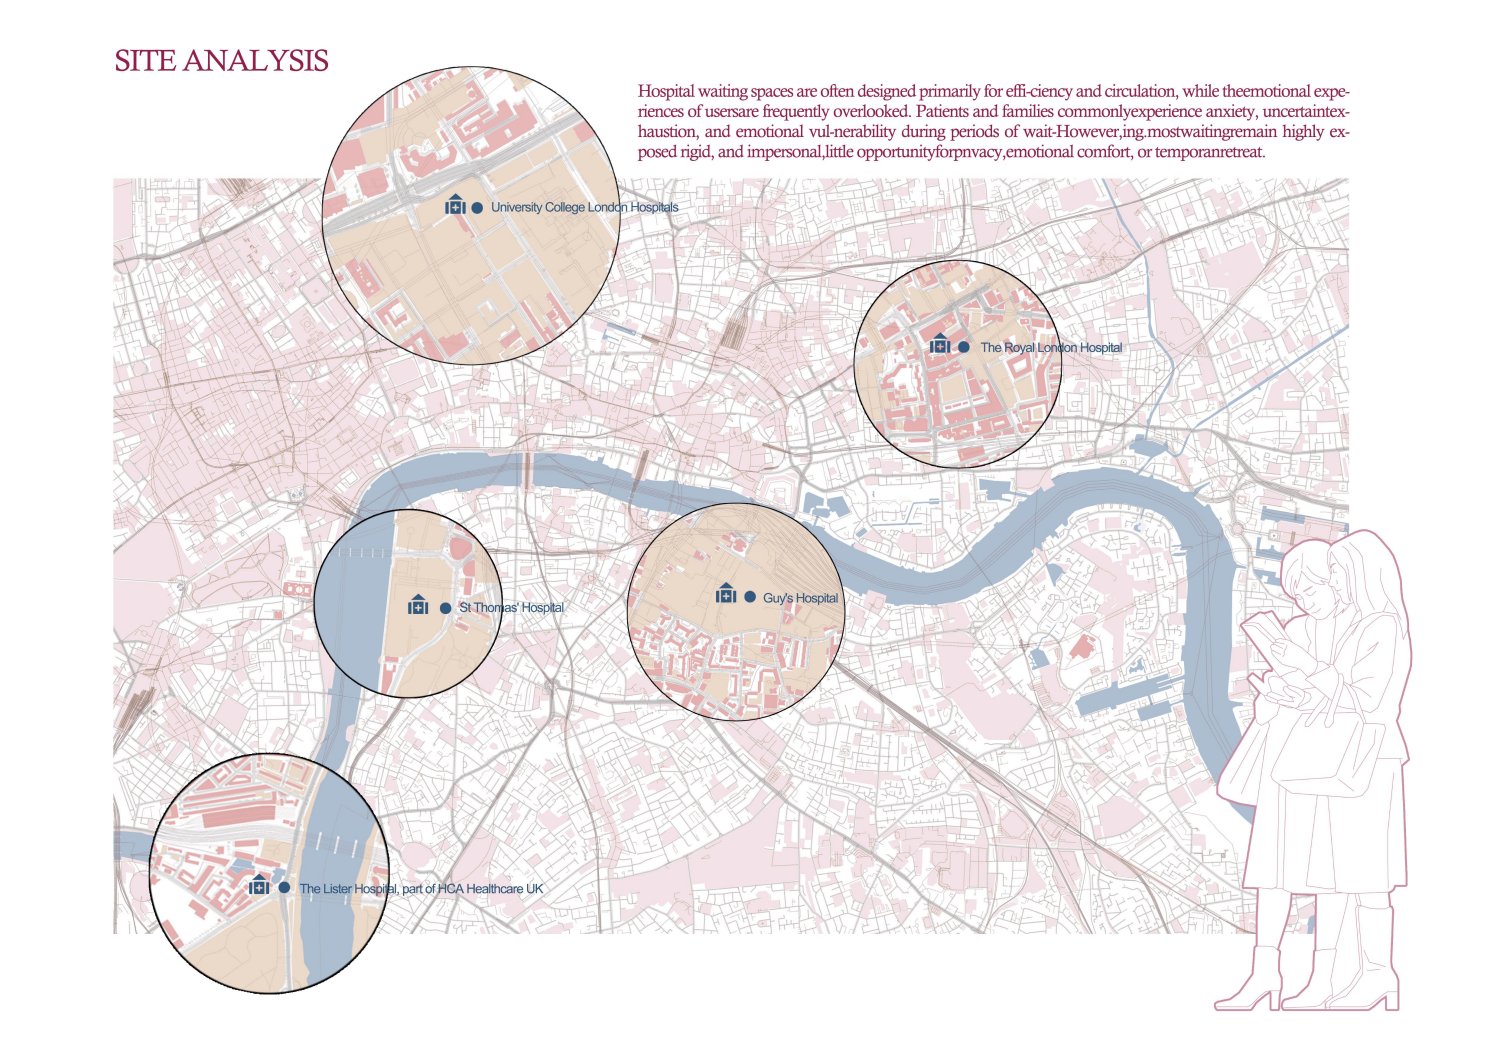 SITE ANALYSIS
Hospital waiting spaces are often designed primarily for effi-ciency and circulation, while theemotional expe-
riences of usersare frequently overlooked. Patients and families commonlyexperience anxiety, uncertaintex-
haustion, and emotional vul-nerability during periods of wait-However,ing.mostwaitingremain highly ex-
posed rigid, and impersonal,little opportunityforpnvacy,emotional comfort, or temporanretreat.
University College London Hospitals
The Royal London Hospital
Guy's Hospital
St Thomas' Hospital
The Lister Hospital, part of HCA Healthcare UK